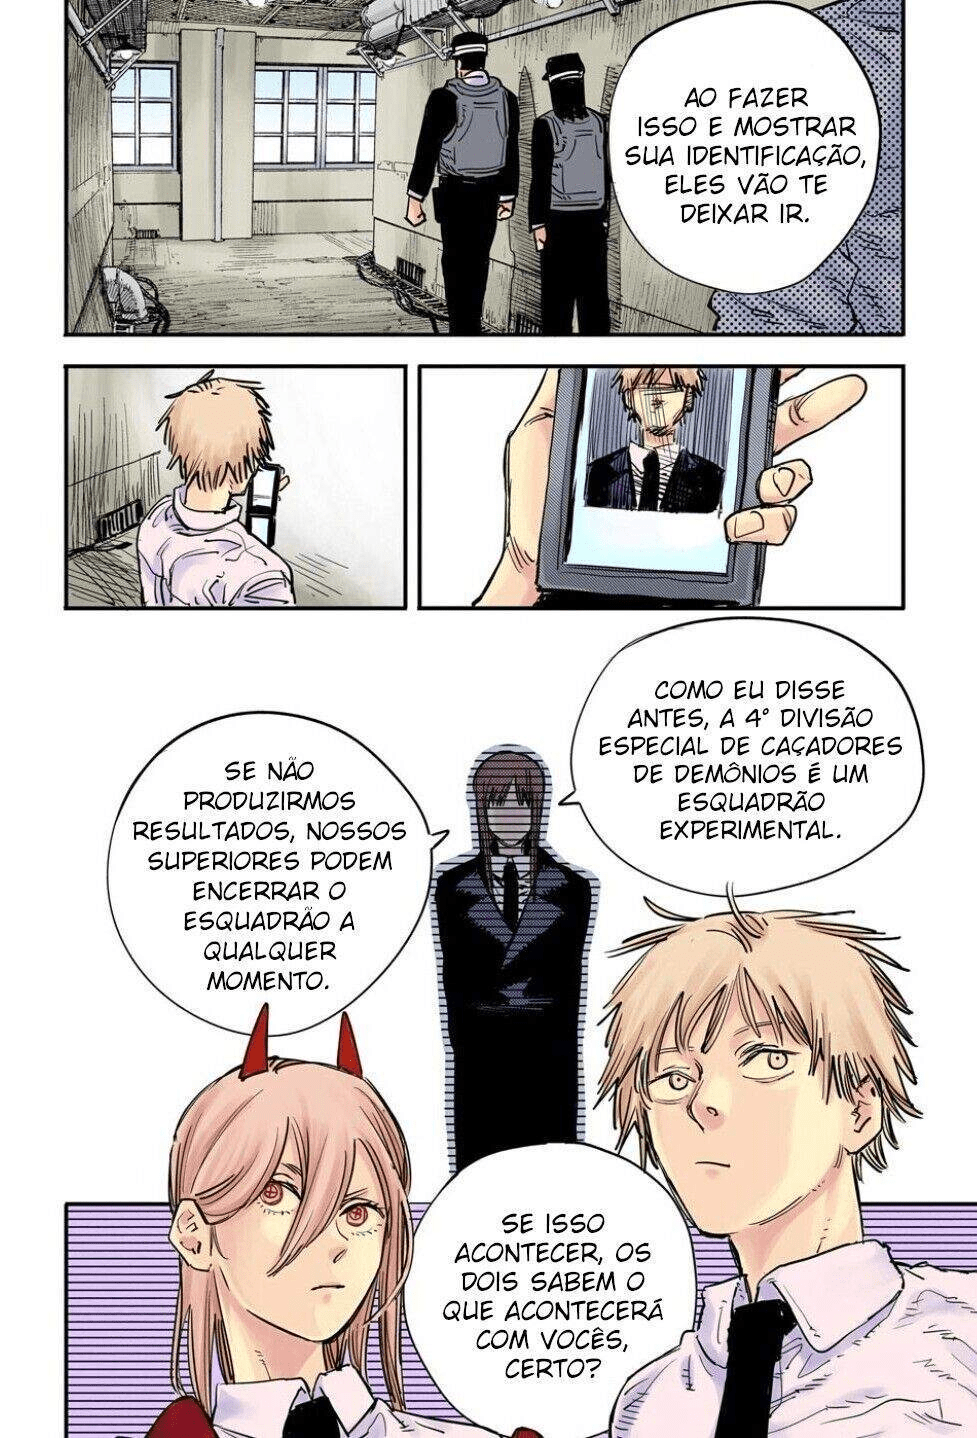 AO FAZER
ISSO E MOSTRAR
SUA IDENTIFICAÇÃO,
ELES VÃO TE
DEIXAR IR.
COMO EU DISSE
ANTES, A 4° DIVISÃO
ESPECIAL DE CAÇADORES
DE DEMÔNIOS É UM
ESQUADRÃO
EXPERIMENTAL.
SE NÃO
PRODUZIRMOS
RESULTADOS, NOSSOS
SUPERIORES PODEM
ENCERRAR O
ESQUADRÃO A
QUALQUER
MOMENTO.
SE ISSO
ACONTECER, OS
DOIS SABEM O
QUE ACONTECERÁ
COM VOCÊS,
CERTO?